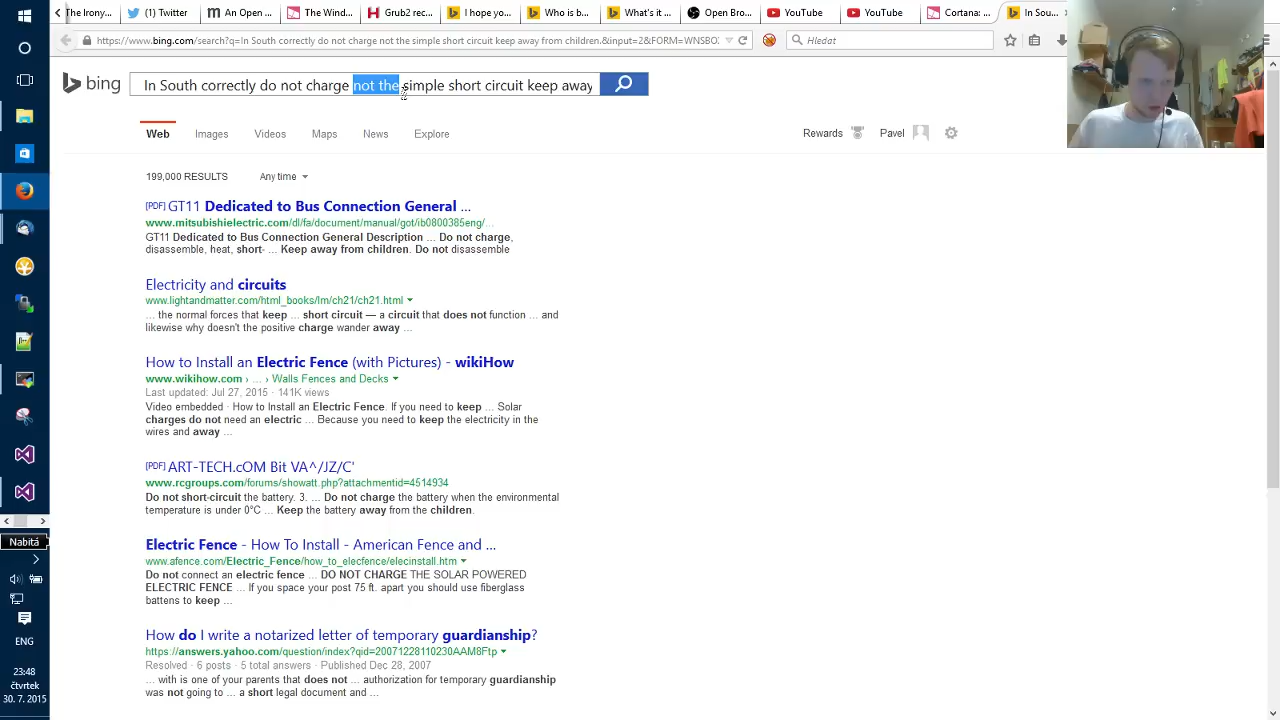 The Irony...
(1) Twitter
An Open ...
The Wind...
Grub2 rec...
I hope yo...
Who is b...
What's it ...
Open Bro...
YouTube
YouTube
Cortana: ...
In Sou...
https://www.bing.com/search?q=In South correctly do not charge not the simple short circuit keep away from children.&input=2&FORM=WNSBO
Hledat
bing
In South correctly do not charge not the simple short circuit keep away
Web
Images
Videos
Maps
News
Explore
Rewards
Pavel
199,000 RESULTS
Any time
[PDF] GT11 Dedicated to Bus Connection General ...
www.mitsubishielectric.com/dl/fa/document/manual/got/ib0800385eng/...
GT11 Dedicated to Bus Connection General Description ... Do not charge,
disassemble, heat, short- ... Keep away from children. Do not disassemble
Electricity and circuits
www.lightandmatter.com/html_books/lm/ch21/ch21.html
... the normal forces that keep ... short circuit — a circuit that does not function ... and
likewise why doesn't the positive charge wander away ...
How to Install an Electric Fence (with Pictures) - wikiHow
www.wikihow.com › ... › Walls Fences and Decks
Last updated: Jul 27, 2015 · 141K views
Video embedded · How to Install an Electric Fence. If you need to keep ... Solar
charges do not need an electric ... Because you need to keep the electricity in the
wires and away ...
[PDF] ART-TECH.cOM Bit VA^/JZ/C'
www.rcgroups.com/forums/showatt.php?attachmentid=4514934
Do not short-circuit the battery. 3. ... Do not charge the battery when the environmental
temperature is under 0°C ... Keep the battery away from the children.
Electric Fence - How To Install - American Fence and ...
www.afence.com/Electric_Fence/how_to_elecfence/elecinstall.htm
Do not connect an electric fence ... DO NOT CHARGE THE SOLAR POWERED
ELECTRIC FENCE ... If you space your post 75 ft. apart you should use fiberglass
battens to keep ...
How do I write a notarized letter of temporary guardianship?
https://answers.yahoo.com/question/index?qid=20071228110230AAM8Ftp
Resolved · 6 posts · 5 total answers · Published Dec 28, 2007
... with is one of your parents that does not ... authorization for temporary guardianship
was not going to ... a short legal document and ...
Nabitá
ENG
23:48
čtvrtek
30. 7. 2015